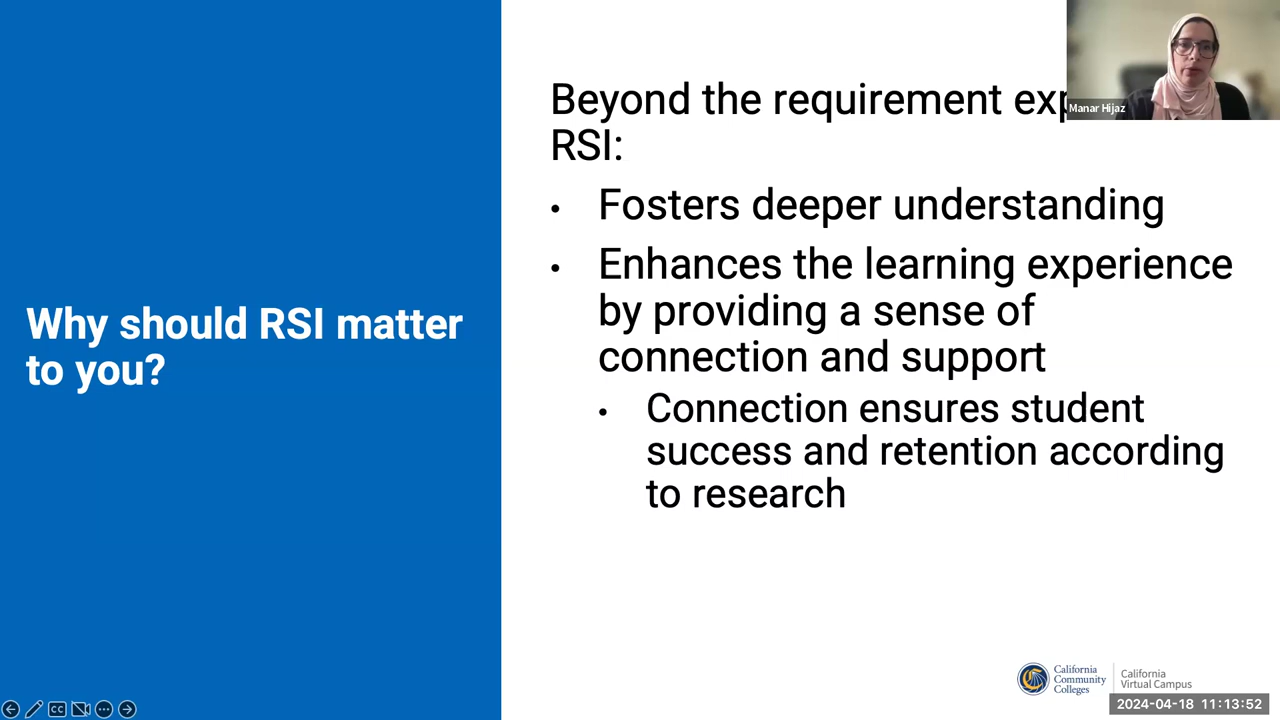 Why should RSI matter
to you?
Beyond the requirement
RSI:
• Fosters deeper understanding
• Enhances the learning experience
by providing a sense of
connection and support
• Connection ensures student
success and retention according
to research
Manar Hijaz
California
Community
Colleges
California
Virtual Campus
CC
2024-04-18 11:13:52